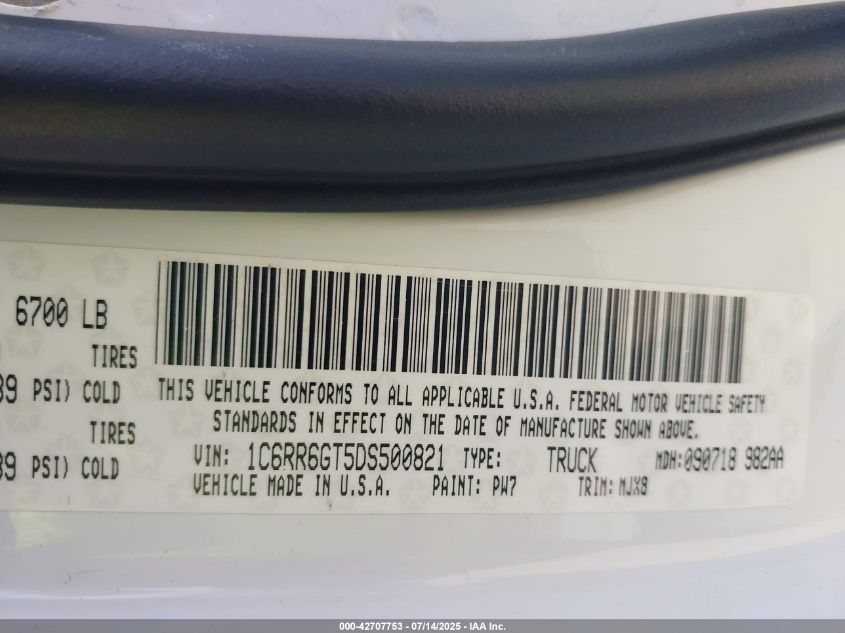 6700 LB
TIRES
39 PSI) COLD
TIRES
39 PSI) COLD
THIS VEHICLE CONFORMS TO ALL APPLICABLE U.S.A. FEDERAL MOTOR VEHICLE SAFETY
STANDARDS IN EFFECT ON THE DATE OF MANUFACTURE SHOWN ABOVE.
VIN: 1C6RR6GT5DS500821 TYPE: TRUCK MDH:090718 982AA
VEHICLE MADE IN U.S.A. PAINT: PW7 TRIM: MJX8
000-42707753 - 07/14/2025 - IAA Inc.